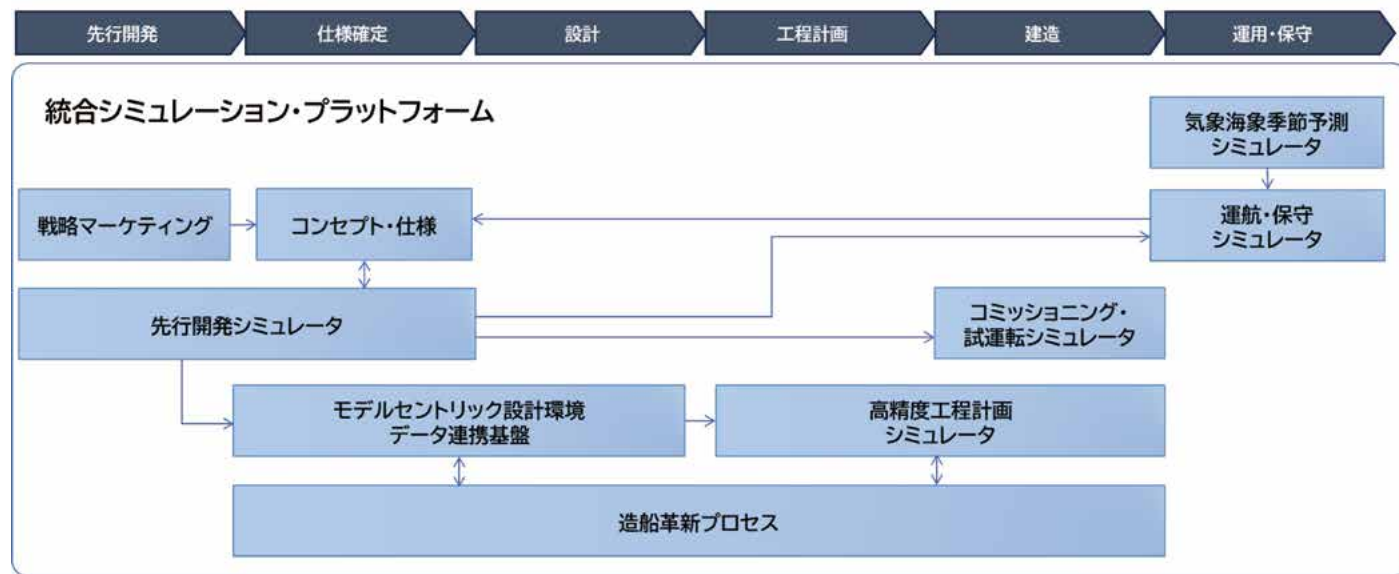 先行開発
仕様確定
設計
工程計画
建造
運用・保守
統合シミュレーション・プラットフォーム
気象海象季節予測
シミュレータ
戦略マーケティング
コンセプト・仕様
運航・保守
シミュレータ
先行開発シミュレータ
コミッショニング・
試運転シミュレータ
モデルセントリック設計環境
データ連携基盤
高精度工程計画
シミュレータ
造船革新プロセス